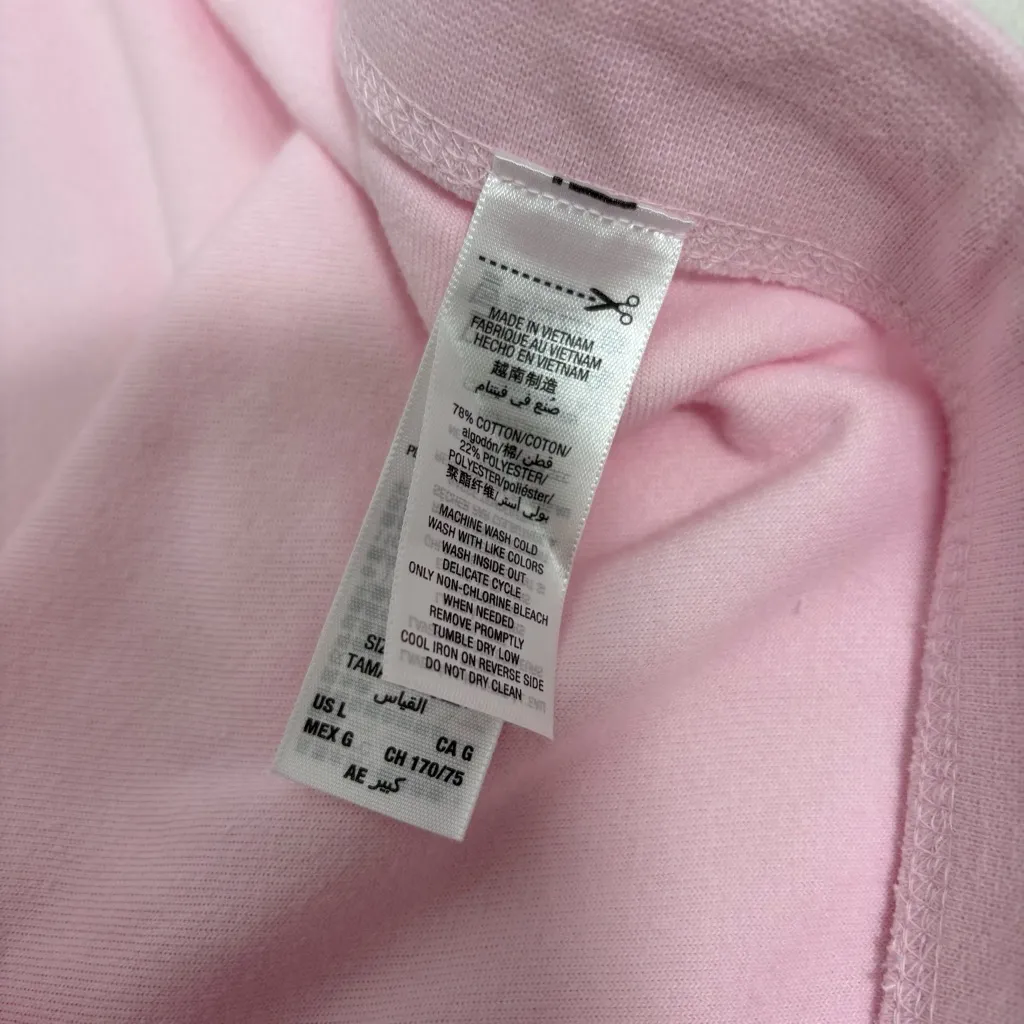 MADE IN VIETNAM
FABRIQUE AU VIETNAM
HECHO EN VIETNAM
越南制造
صنع في فيتنام
78% COTTON/COTON/
algodón/棉/قطن
22% POLYESTER/
POLYESTER/poliéster/
聚酯纤维/بولي أستر
MACHINE WASH COLD
WASH WITH LIKE COLORS
WASH INSIDE OUT
DELICATE CYCLE
ONLY NON-CHLORINE BLEACH
WHEN NEEDED
REMOVE PROMPTLY
TUMBLE DRY LOW
COOL IRON ON REVERSE SIDE
DO NOT DRY CLEAN
القياس
US L CA G
MEX G CH 170/75
AE كبير